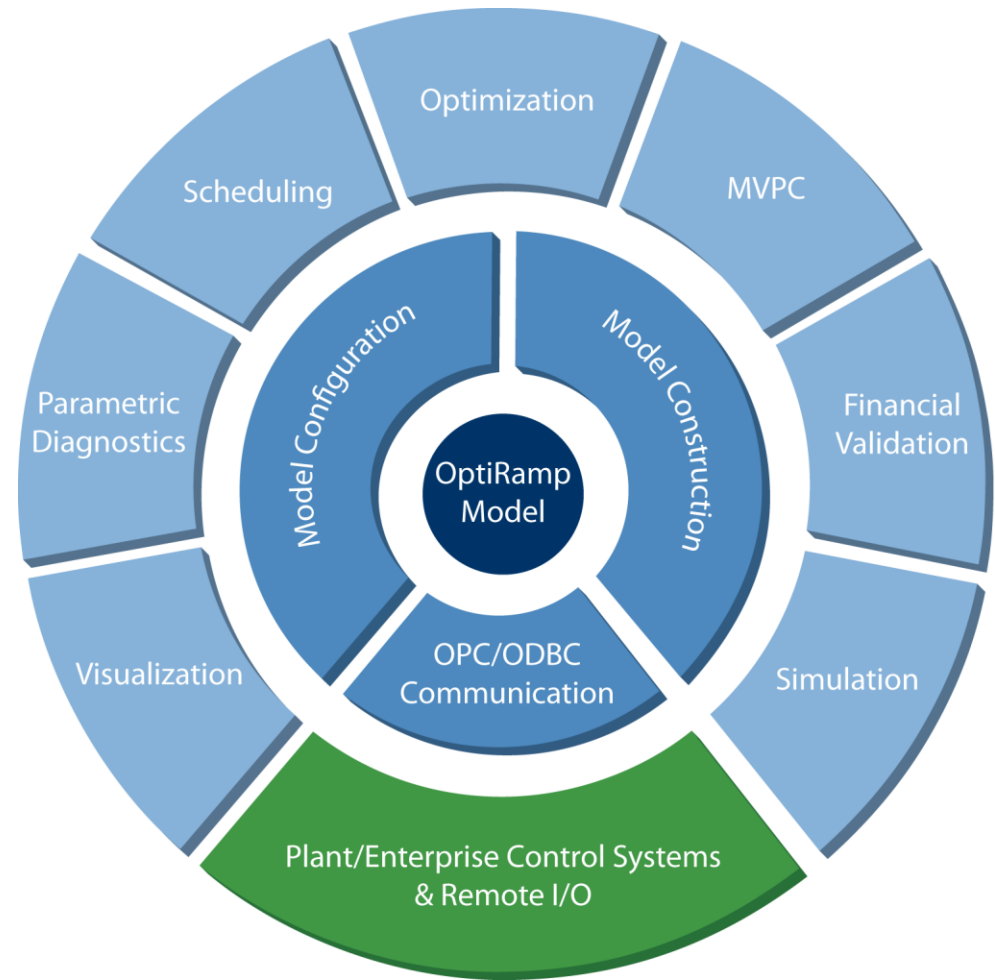 Optimization
Scheduling
MVPC
Model Configuration
Model Construction
Parametric
Diagnostics
Financial
Validation
OptiRamp
Model
Visualization
OPC/ODBC
Communication
Simulation
Plant/Enterprise Control Systems
& Remote I/O